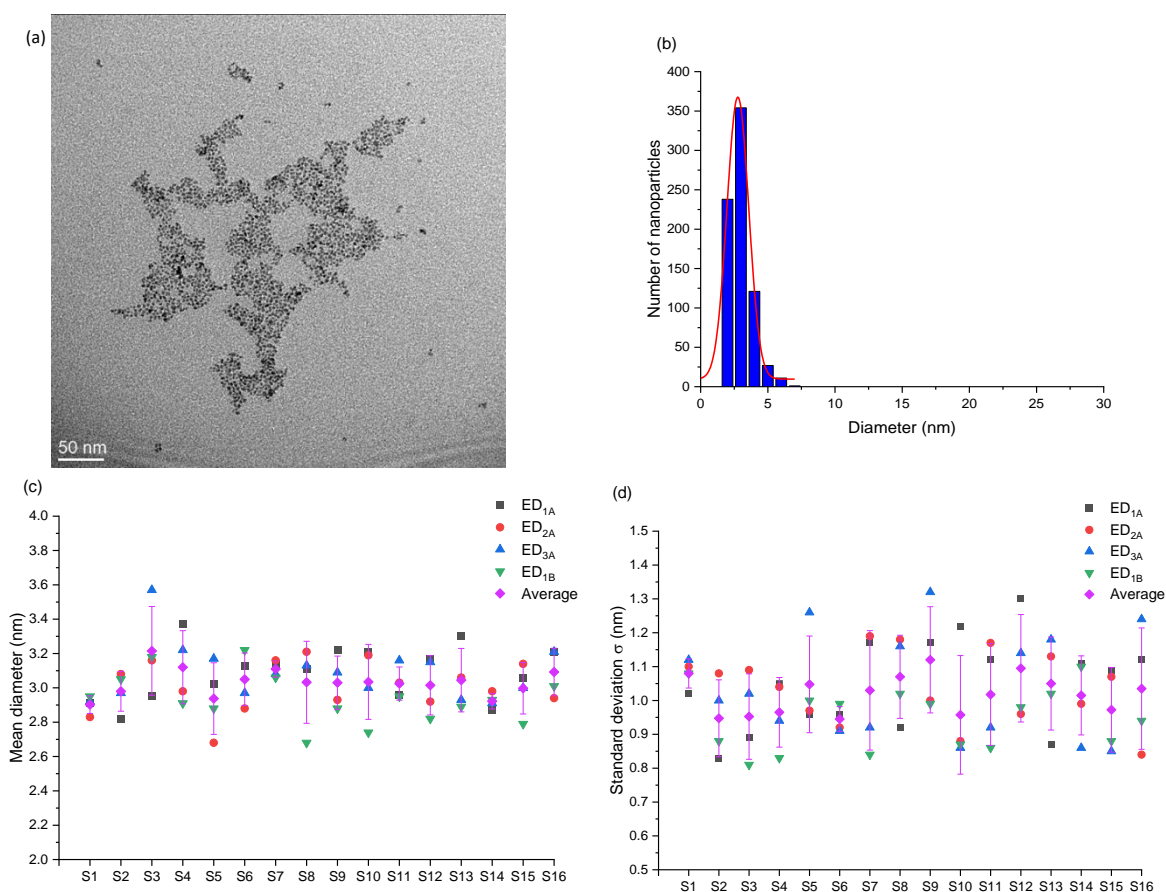 (a)
50 nm
(b)
400
350
300
250
200
150
100
50
0
0 5 10 15 20 25 30
Number of nanoparticles
Diameter (nm)
(c)
ED1A
ED2A
ED3A
ED1B
Average
4.0
3.8
3.6
3.4
3.2
3.0
2.8
2.6
2.4
2.2
2.0
Mean diameter (nm)
S1 S2 S3 S4 S5 S6 S7 S8 S9 S10 S11 S12 S13 S14 S15 S16
(d)
ED1A
ED2A
ED3A
ED1B
Average
1.5
1.4
1.3
1.2
1.1
1.0
0.9
0.8
0.7
0.6
0.5
Standard deviation σ (nm)
S1 S2 S3 S4 S5 S6 S7 S8 S9 S10 S11 S12 S13 S14 S15 S16